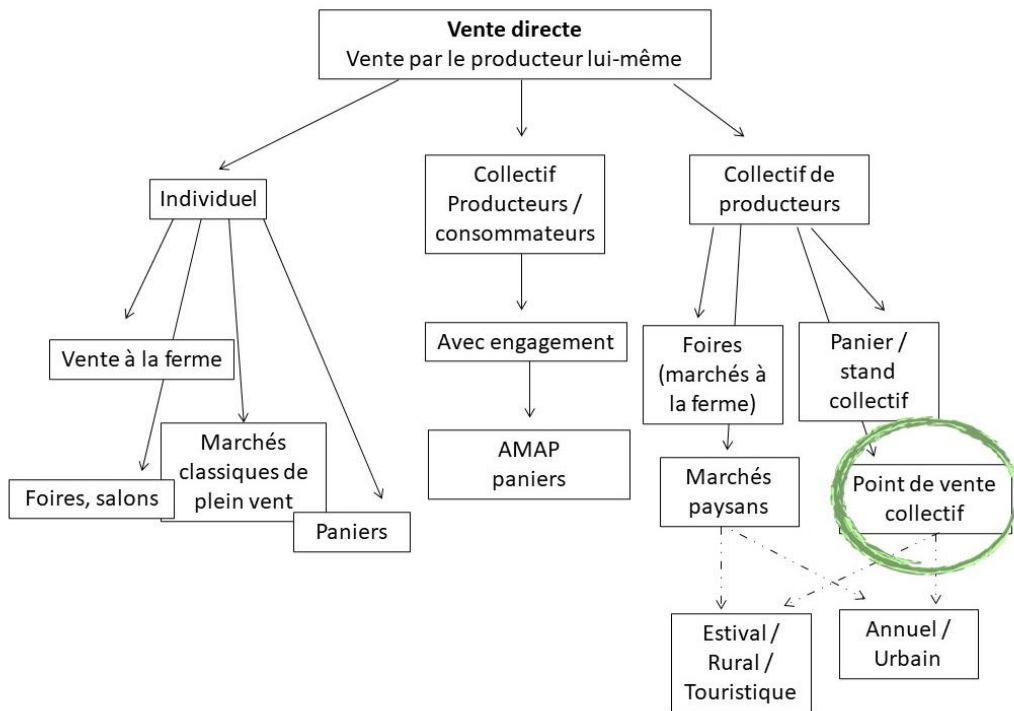 Vente directe
Vente par le producteur lui-même
Individuel
Collectif
Producteurs /
consommateurs
Collectif de
producteurs
Vente à la ferme
Avec engagement
Foires
(marchés à
la ferme)
Panier /
stand
collectif
Foires, salons
Marchés
classiques de
plein vent
Paniers
AMAP
paniers
Marchés
paysans
Point de vente
collectif
Estival /
Rural /
Touristique
Annuel /
Urbain